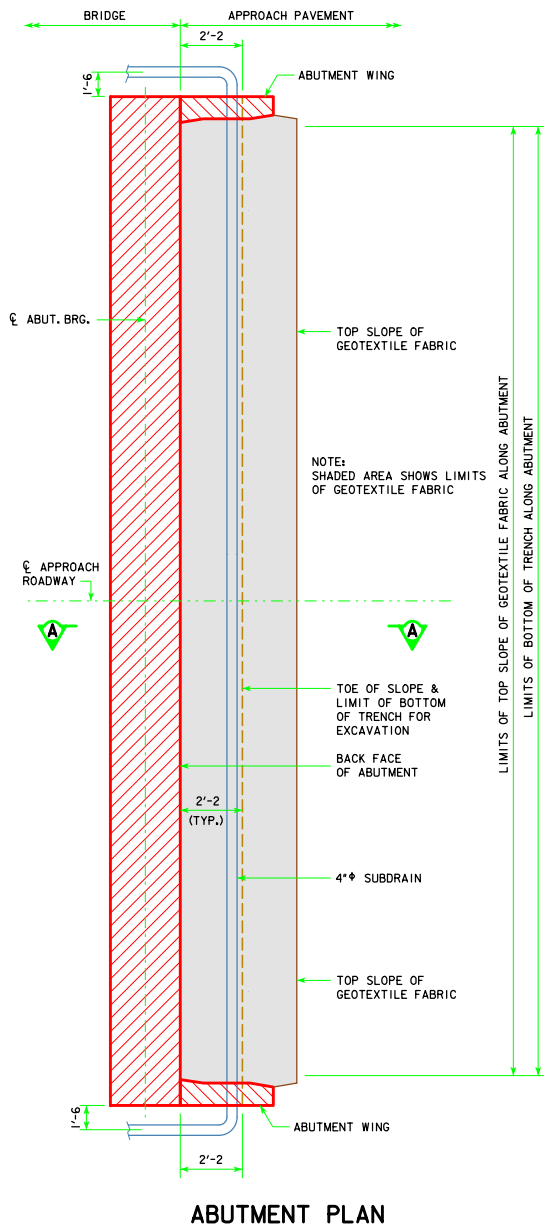 BRIDGE
APPROACH PAVEMENT
2'-2
1'-6
ABUTMENT WING
℄ ABUT. BRG.
TOP SLOPE OF
GEOTEXTILE FABRIC
NOTE:
SHADED AREA SHOWS LIMITS
OF GEOTEXTILE FABRIC
LIMITS OF TOP SLOPE OF GEOTEXTILE FABRIC ALONG ABUTMENT
LIMITS OF BOTTOM OF TRENCH ALONG ABUTMENT
℄ APPROACH
ROADWAY
A
A
TOE OF SLOPE &
LIMIT OF BOTTOM
OF TRENCH FOR
EXCAVATION
BACK FACE
OF ABUTMENT
2'-2
(TYP.)
4"ϕ SUBDRAIN
TOP SLOPE OF
GEOTEXTILE FABRIC
1'-6
ABUTMENT WING
2'-2
ABUTMENT PLAN